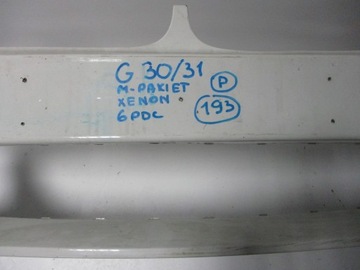 G 30/31
M-PAKIET
XENON
6PDC
P
193